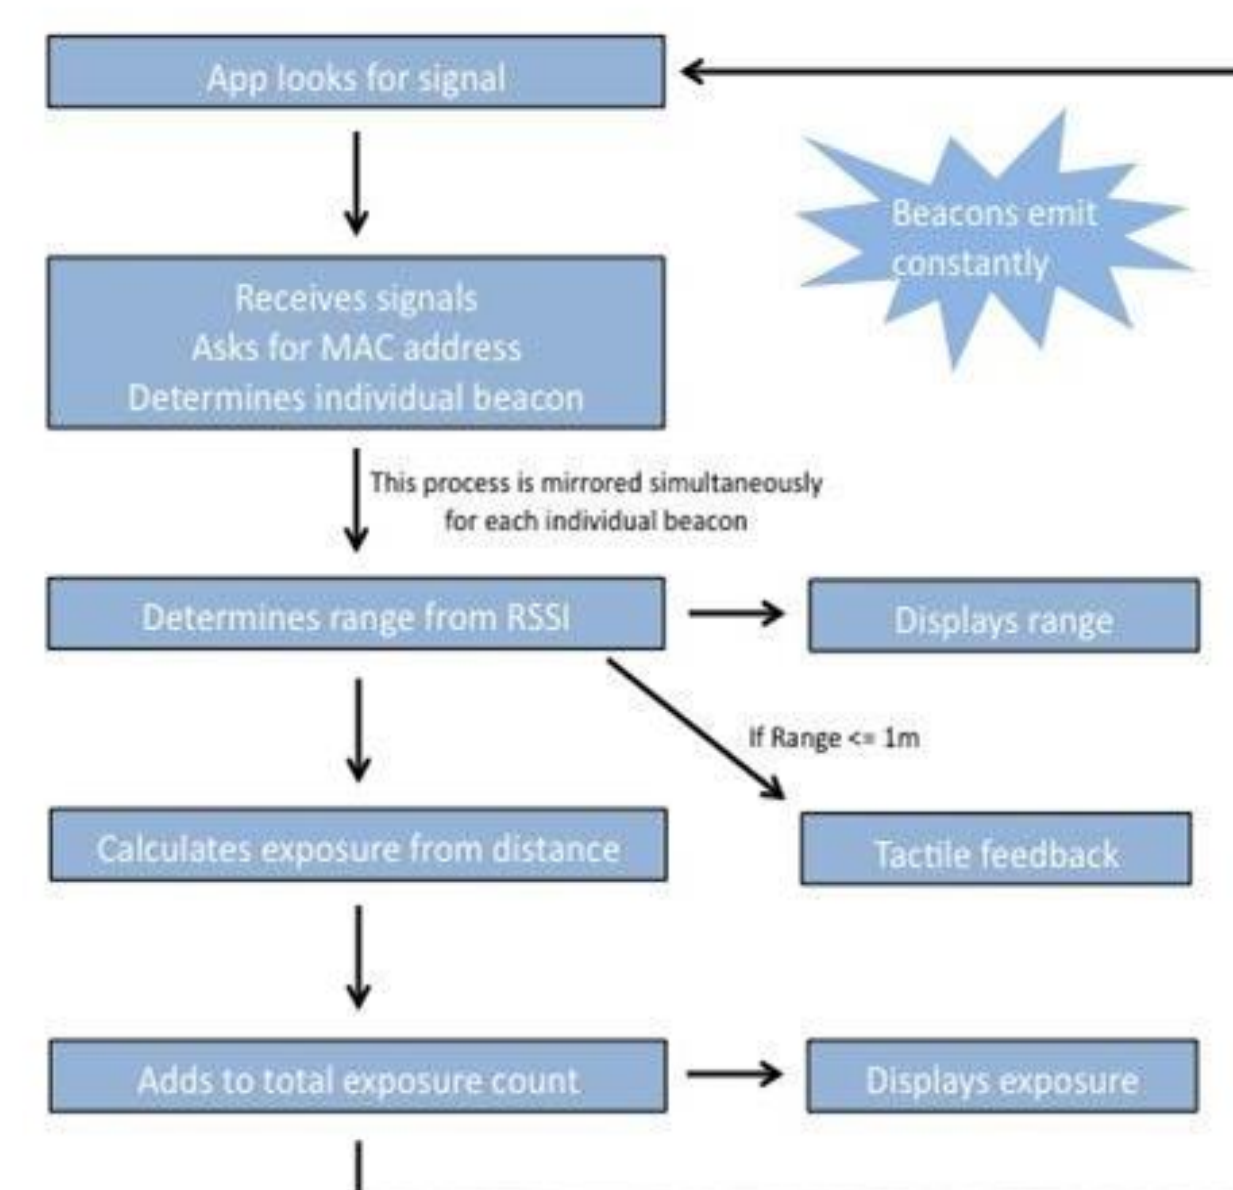 App looks for signal
Beacons emit
constantly
Receives signals
Asks for MAC address
Determines individual beacon
This process is mirrored simultaneously
for each individual beacon
Determines range from RSSI
Displays range
If Range <= 1m
Calculates exposure from distance
Tactile feedback
Adds to total exposure count
Displays exposure